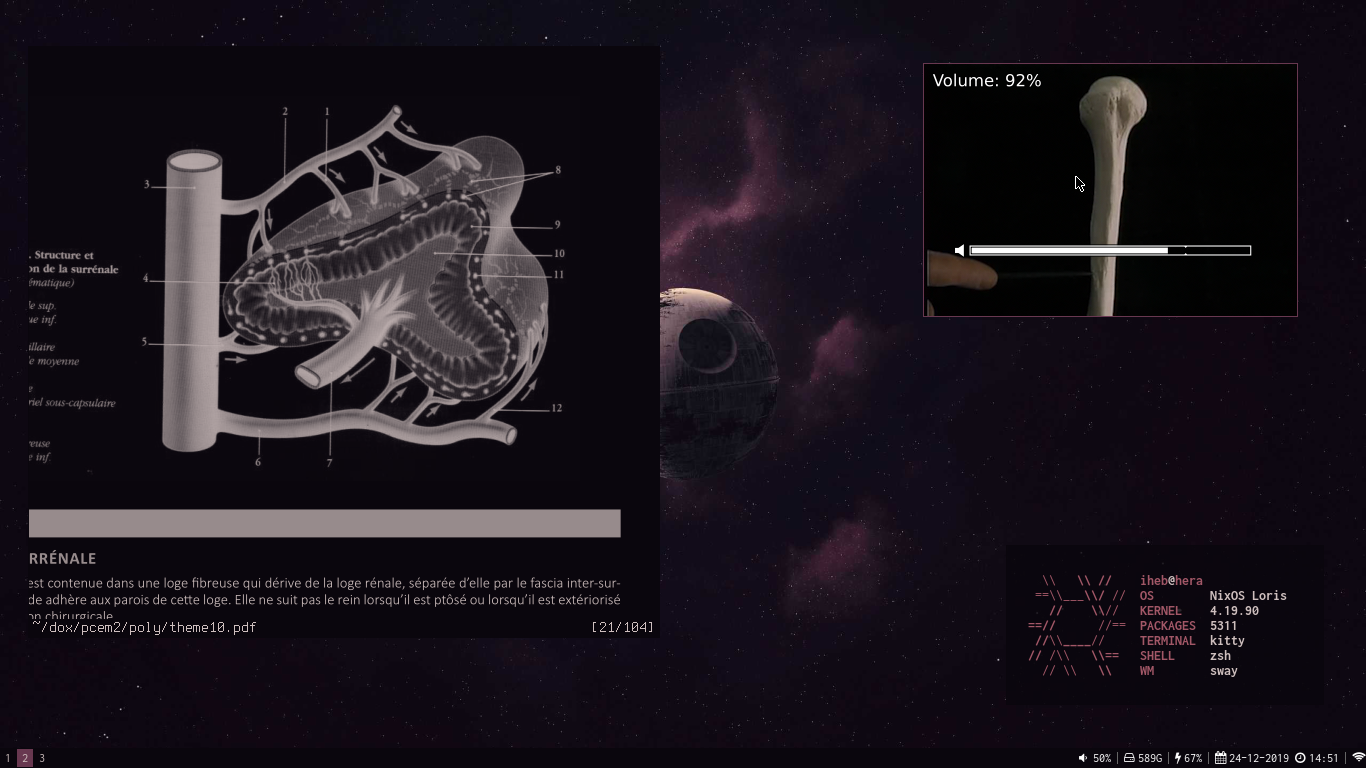 2 1
3
8
9
10
11
4
5
12
6
7
. Structure et
on de la surrénale
ématique)
le sup.
ue inf.
illaire
e moyenne
e
riel sous-capsulaire
reuse
e inf.
RRÉNALE
est contenue dans une loge fibreuse qui dérive de la loge rénale, séparée d'elle par le fascia inter-sur-
de adhère aux parois de cette loge. Elle ne suit pas le rein lorsqu'il est ptôsé ou lorsqu'il est extériorisé
on chirurgicale
~/dox/pcem2/poly/theme10.pdf [21/104]
Volume: 92%
iheb@hera
OS NixOS Loris
KERNEL 4.19.90
PACKAGES 5311
TERMINAL kitty
SHELL zsh
WM sway
1 2 3
50% 589G 67% 24-12-2019 14:51